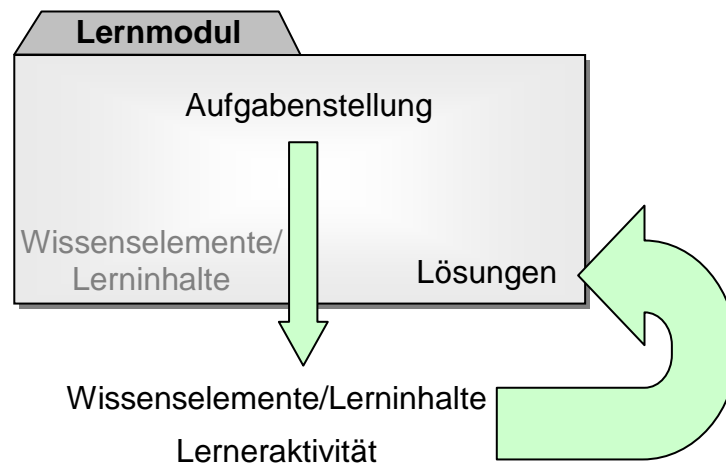 Lernmodul
Aufgabenstellung
Wissenselemente/
Lerninhalte
Lösungen
Wissenselemente/Lerninhalte
Lerneraktivität